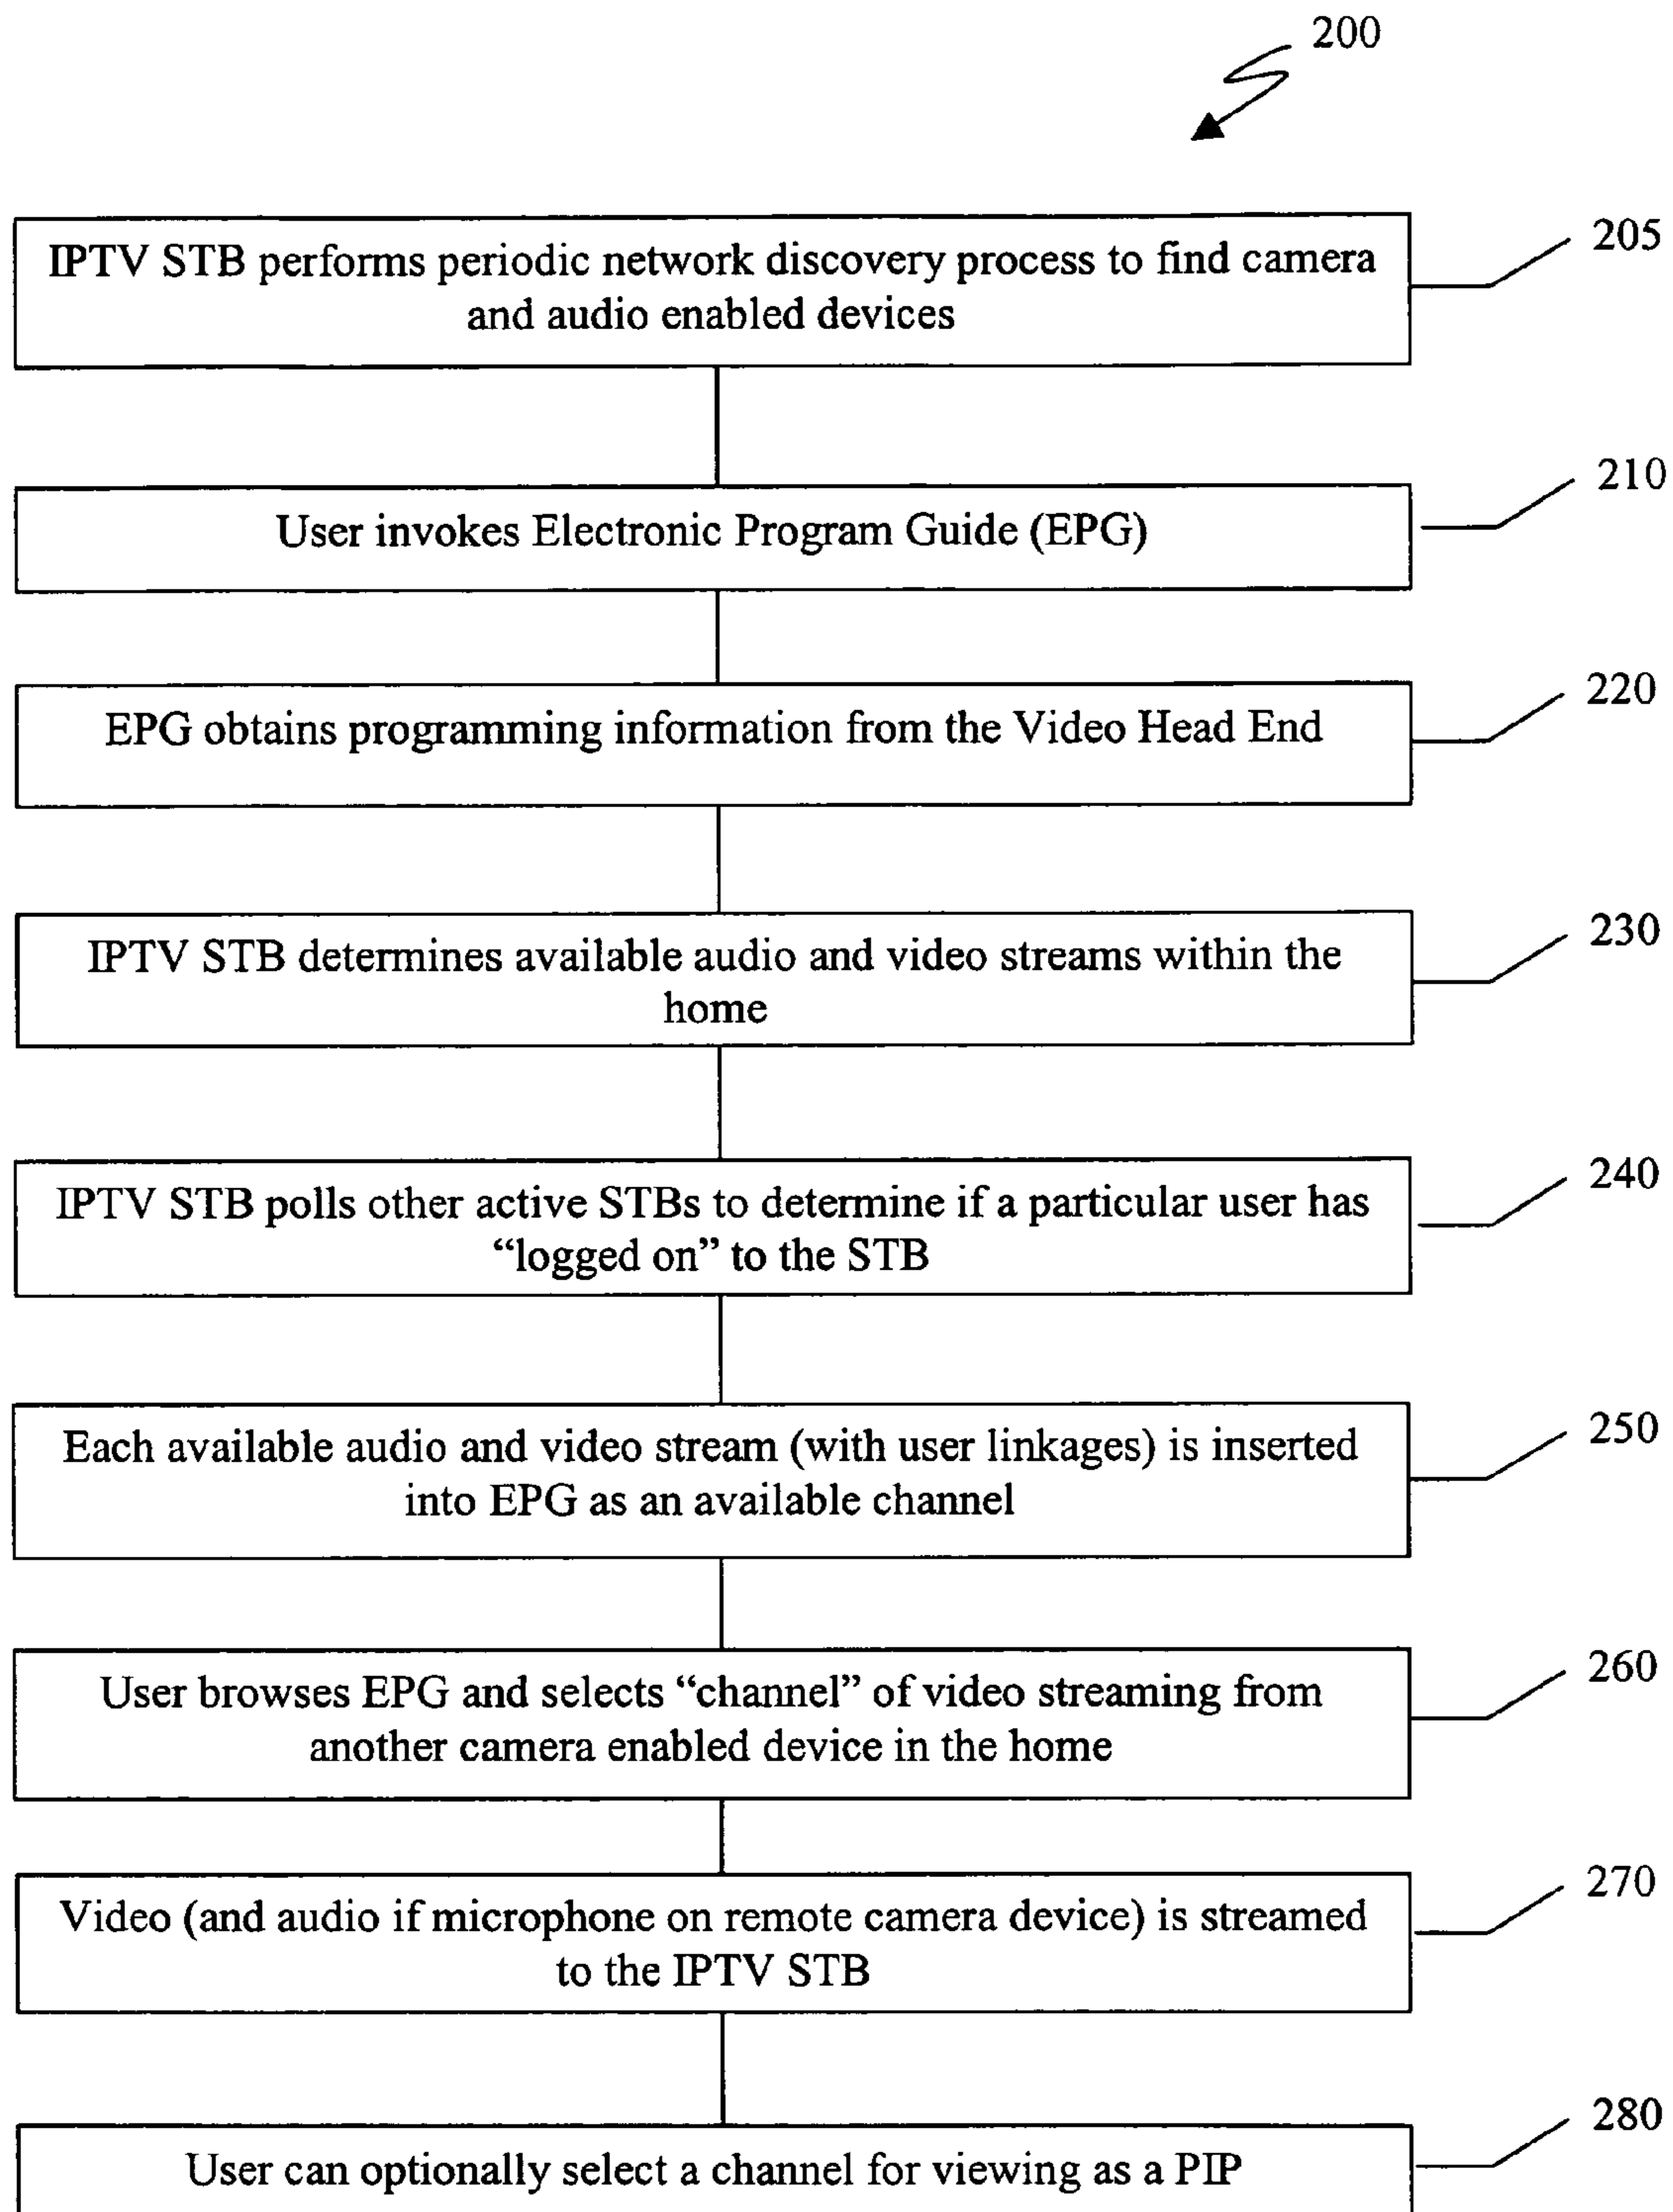 200
IPTV STB performs periodic network discovery process to find camera
and audio enabled devices
205
User invokes Electronic Program Guide (EPG)
210
EPG obtains programming information from the Video Head End
220
IPTV STB determines available audio and video streams within the
home
230
IPTV STB polls other active STBs to determine if a particular user has
“logged on” to the STB
240
Each available audio and video stream (with user linkages) is inserted
into EPG as an available channel
250
User browses EPG and selects “channel” of video streaming from
another camera enabled device in the home
260
Video (and audio if microphone on remote camera device) is streamed
to the IPTV STB
270
User can optionally select a channel for viewing as a PIP
280